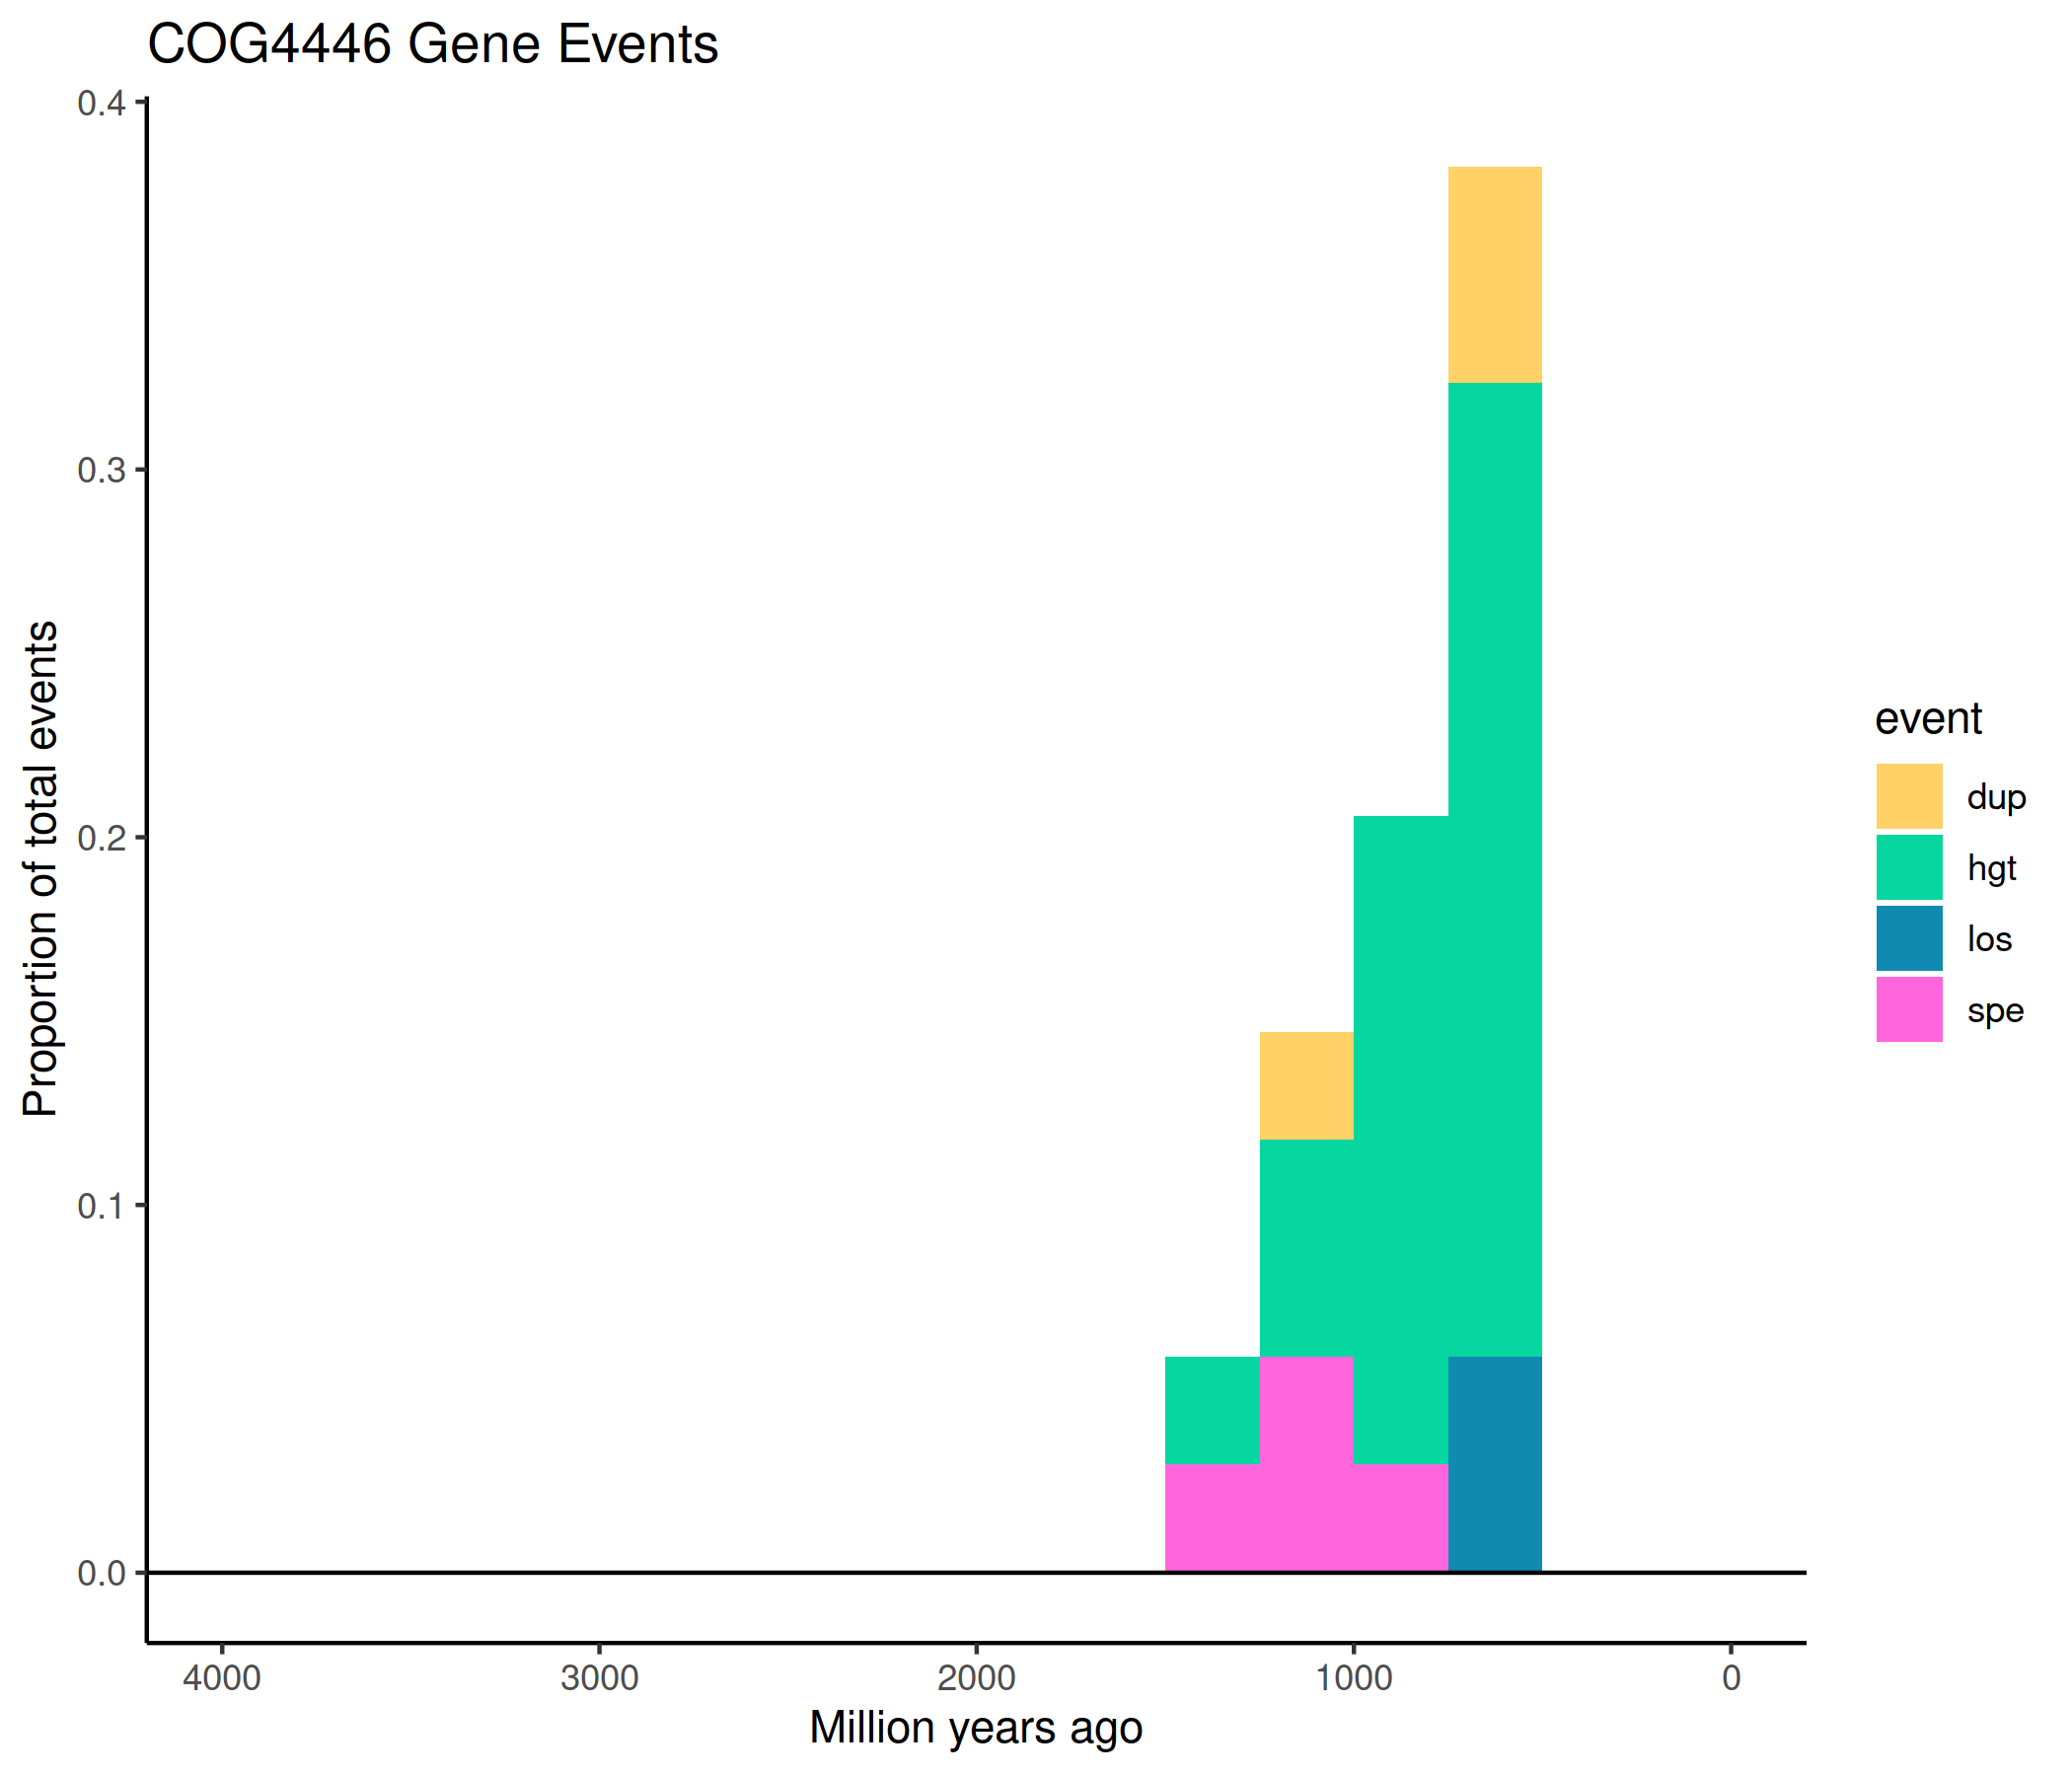 COG4446 Gene Events
Proportion of total events
0.4
0.3
0.2
0.1
0.0
4000 3000 2000 1000 0
Million years ago
event
dup
hgt
los
spe